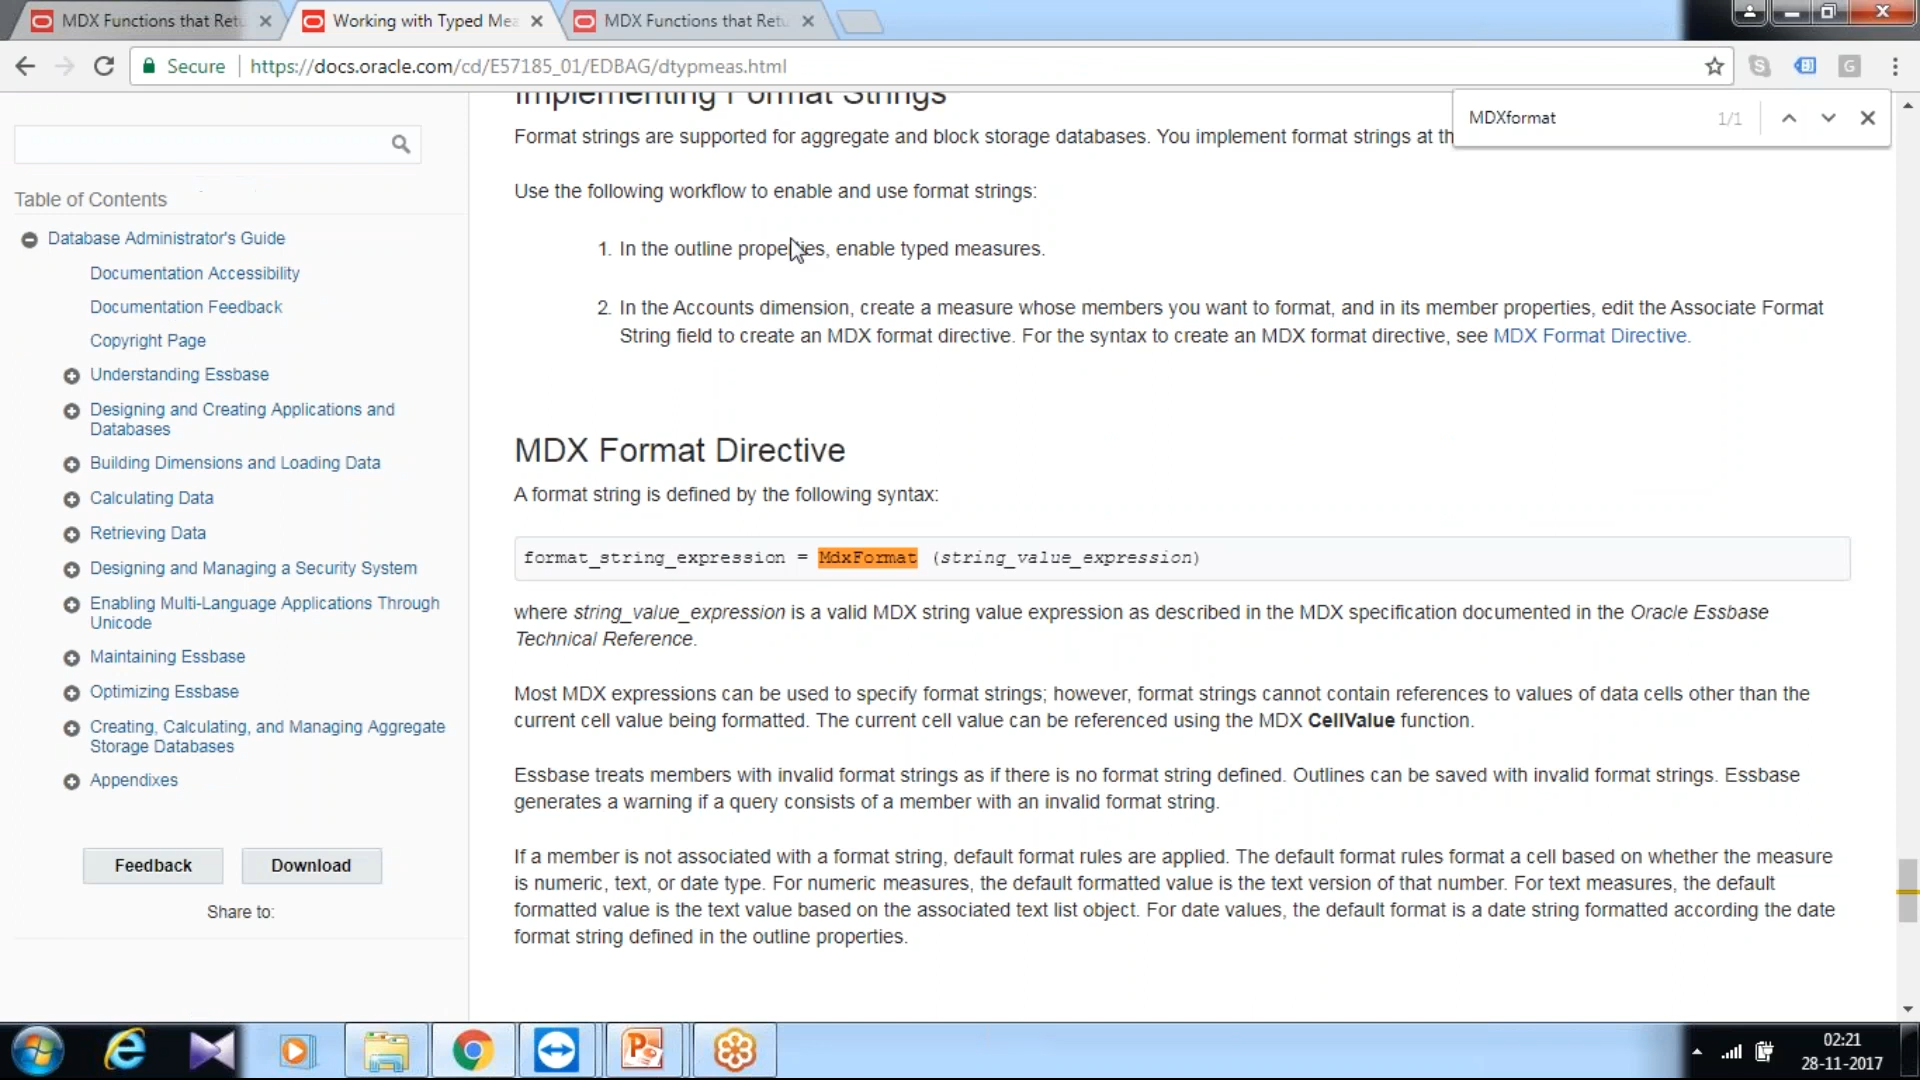 MDX Functions that Retu
Working with Typed Mea
MDX Functions that Retu
Secure
https://docs.oracle.com/cd/E57185_01/EDBAG/dtypmeas.html
MDXformat 1/1
Table of Contents
Database Administrator's Guide
Documentation Accessibility
Documentation Feedback
Copyright Page
Understanding Essbase
Designing and Creating Applications and
Databases
Building Dimensions and Loading Data
Calculating Data
Retrieving Data
Designing and Managing a Security System
Enabling Multi-Language Applications Through
Unicode
Maintaining Essbase
Optimizing Essbase
Creating, Calculating, and Managing Aggregate
Storage Databases
Appendixes
Feedback
Download
Share to:
Implementing Format Strings
Format strings are supported for aggregate and block storage databases. You implement format strings at th
Use the following workflow to enable and use format strings:
1. In the outline properties, enable typed measures.
2. In the Accounts dimension, create a measure whose members you want to format, and in its member properties, edit the Associate Format
String field to create an MDX format directive. For the syntax to create an MDX format directive, see MDX Format Directive.
MDX Format Directive
A format string is defined by the following syntax:
format_string_expression = MdxFormat (string_value_expression)
where string_value_expression is a valid MDX string value expression as described in the MDX specification documented in the Oracle Essbase
Technical Reference.
Most MDX expressions can be used to specify format strings; however, format strings cannot contain references to values of data cells other than the
current cell value being formatted. The current cell value can be referenced using the MDX CellValue function.
Essbase treats members with invalid format strings as if there is no format string defined. Outlines can be saved with invalid format strings. Essbase
generates a warning if a query consists of a member with an invalid format string.
If a member is not associated with a format string, default format rules are applied. The default format rules format a cell based on whether the measure
is numeric, text, or date type. For numeric measures, the default formatted value is the text version of that number. For text measures, the default
formatted value is the text value based on the associated text list object. For date values, the default format is a date string formatted according the date
format string defined in the outline properties.
02:21
28-11-2017